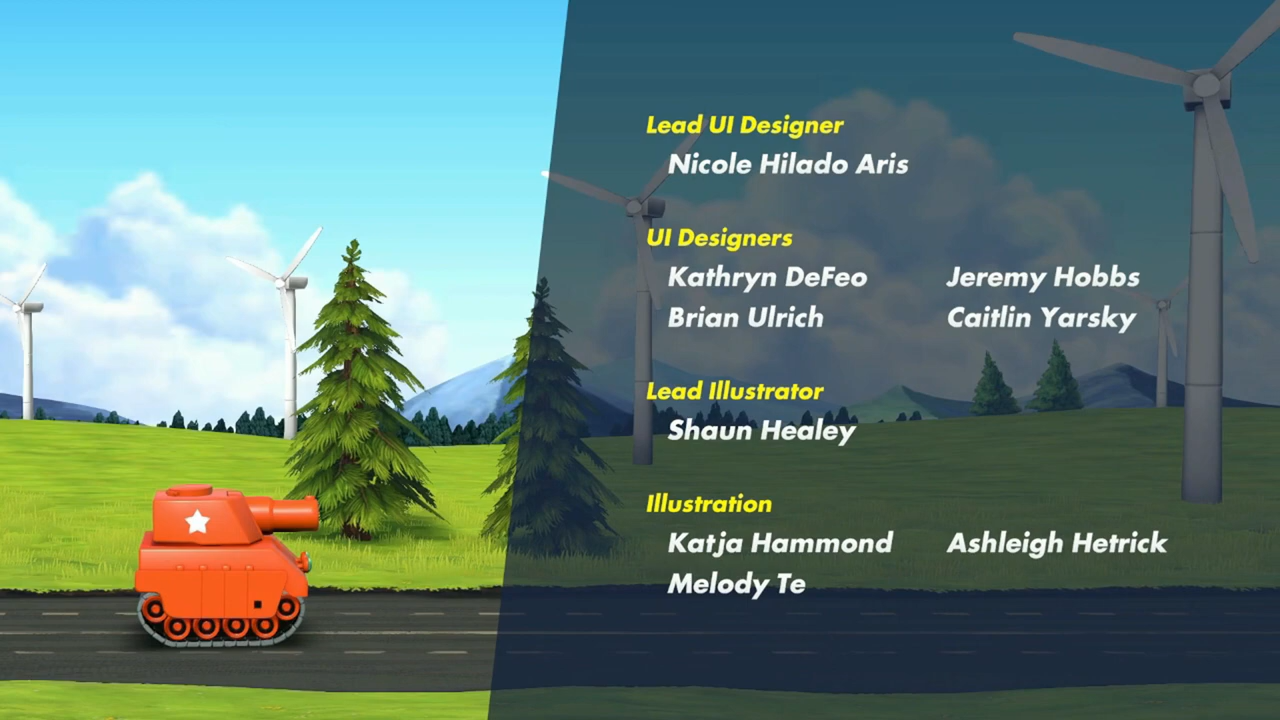 Lead UI Designer
Nicole Hilado Aris
UI Designers
Kathryn DeFeo Jeremy Hobbs
Brian Ulrich Caitlin Yarsky
Lead Illustrator
Shaun Healey
Illustration
Katja Hammond Ashleigh Hetrick
Melody Te